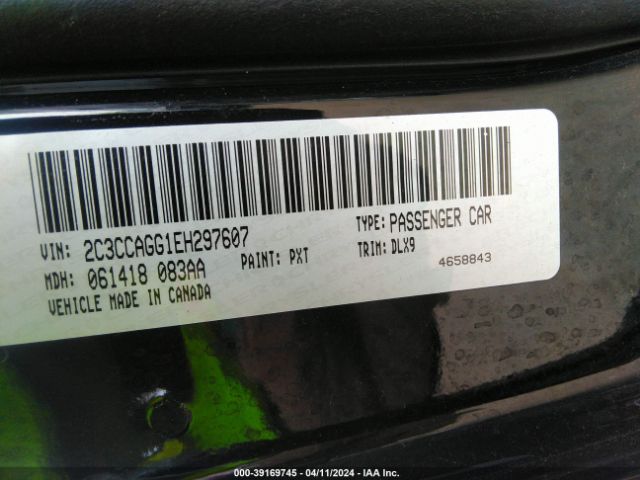 VIN: 2C3CCAGG1EH297607
TYPE: PASSENGER CAR
MDH: 061418 083AA
PAINT: PXT
TRIM: DLX9
VEHICLE MADE IN CANADA
4658843
000-39169745 - 04/11/2024 - IAA Inc.